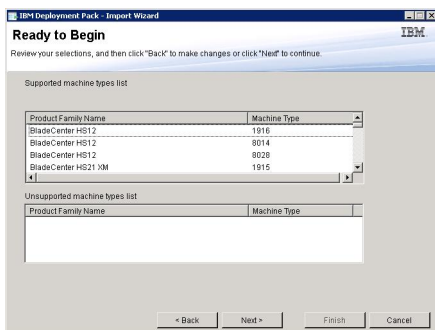 IBM Deployment Pack - Import Wizard
Ready to Begin
IBM
Review your selections, and then click "Back" to make changes or click "Next" to continue.
Supported machine types list
Product Family Name Machine Type
BladeCenter HS12 1916
BladeCenter HS12 8014
BladeCenter HS12 8028
BladeCenter HS21 XM 1915
Unsupported machine types list
Product Family Name Machine Type
< Back Next > Finish Cancel